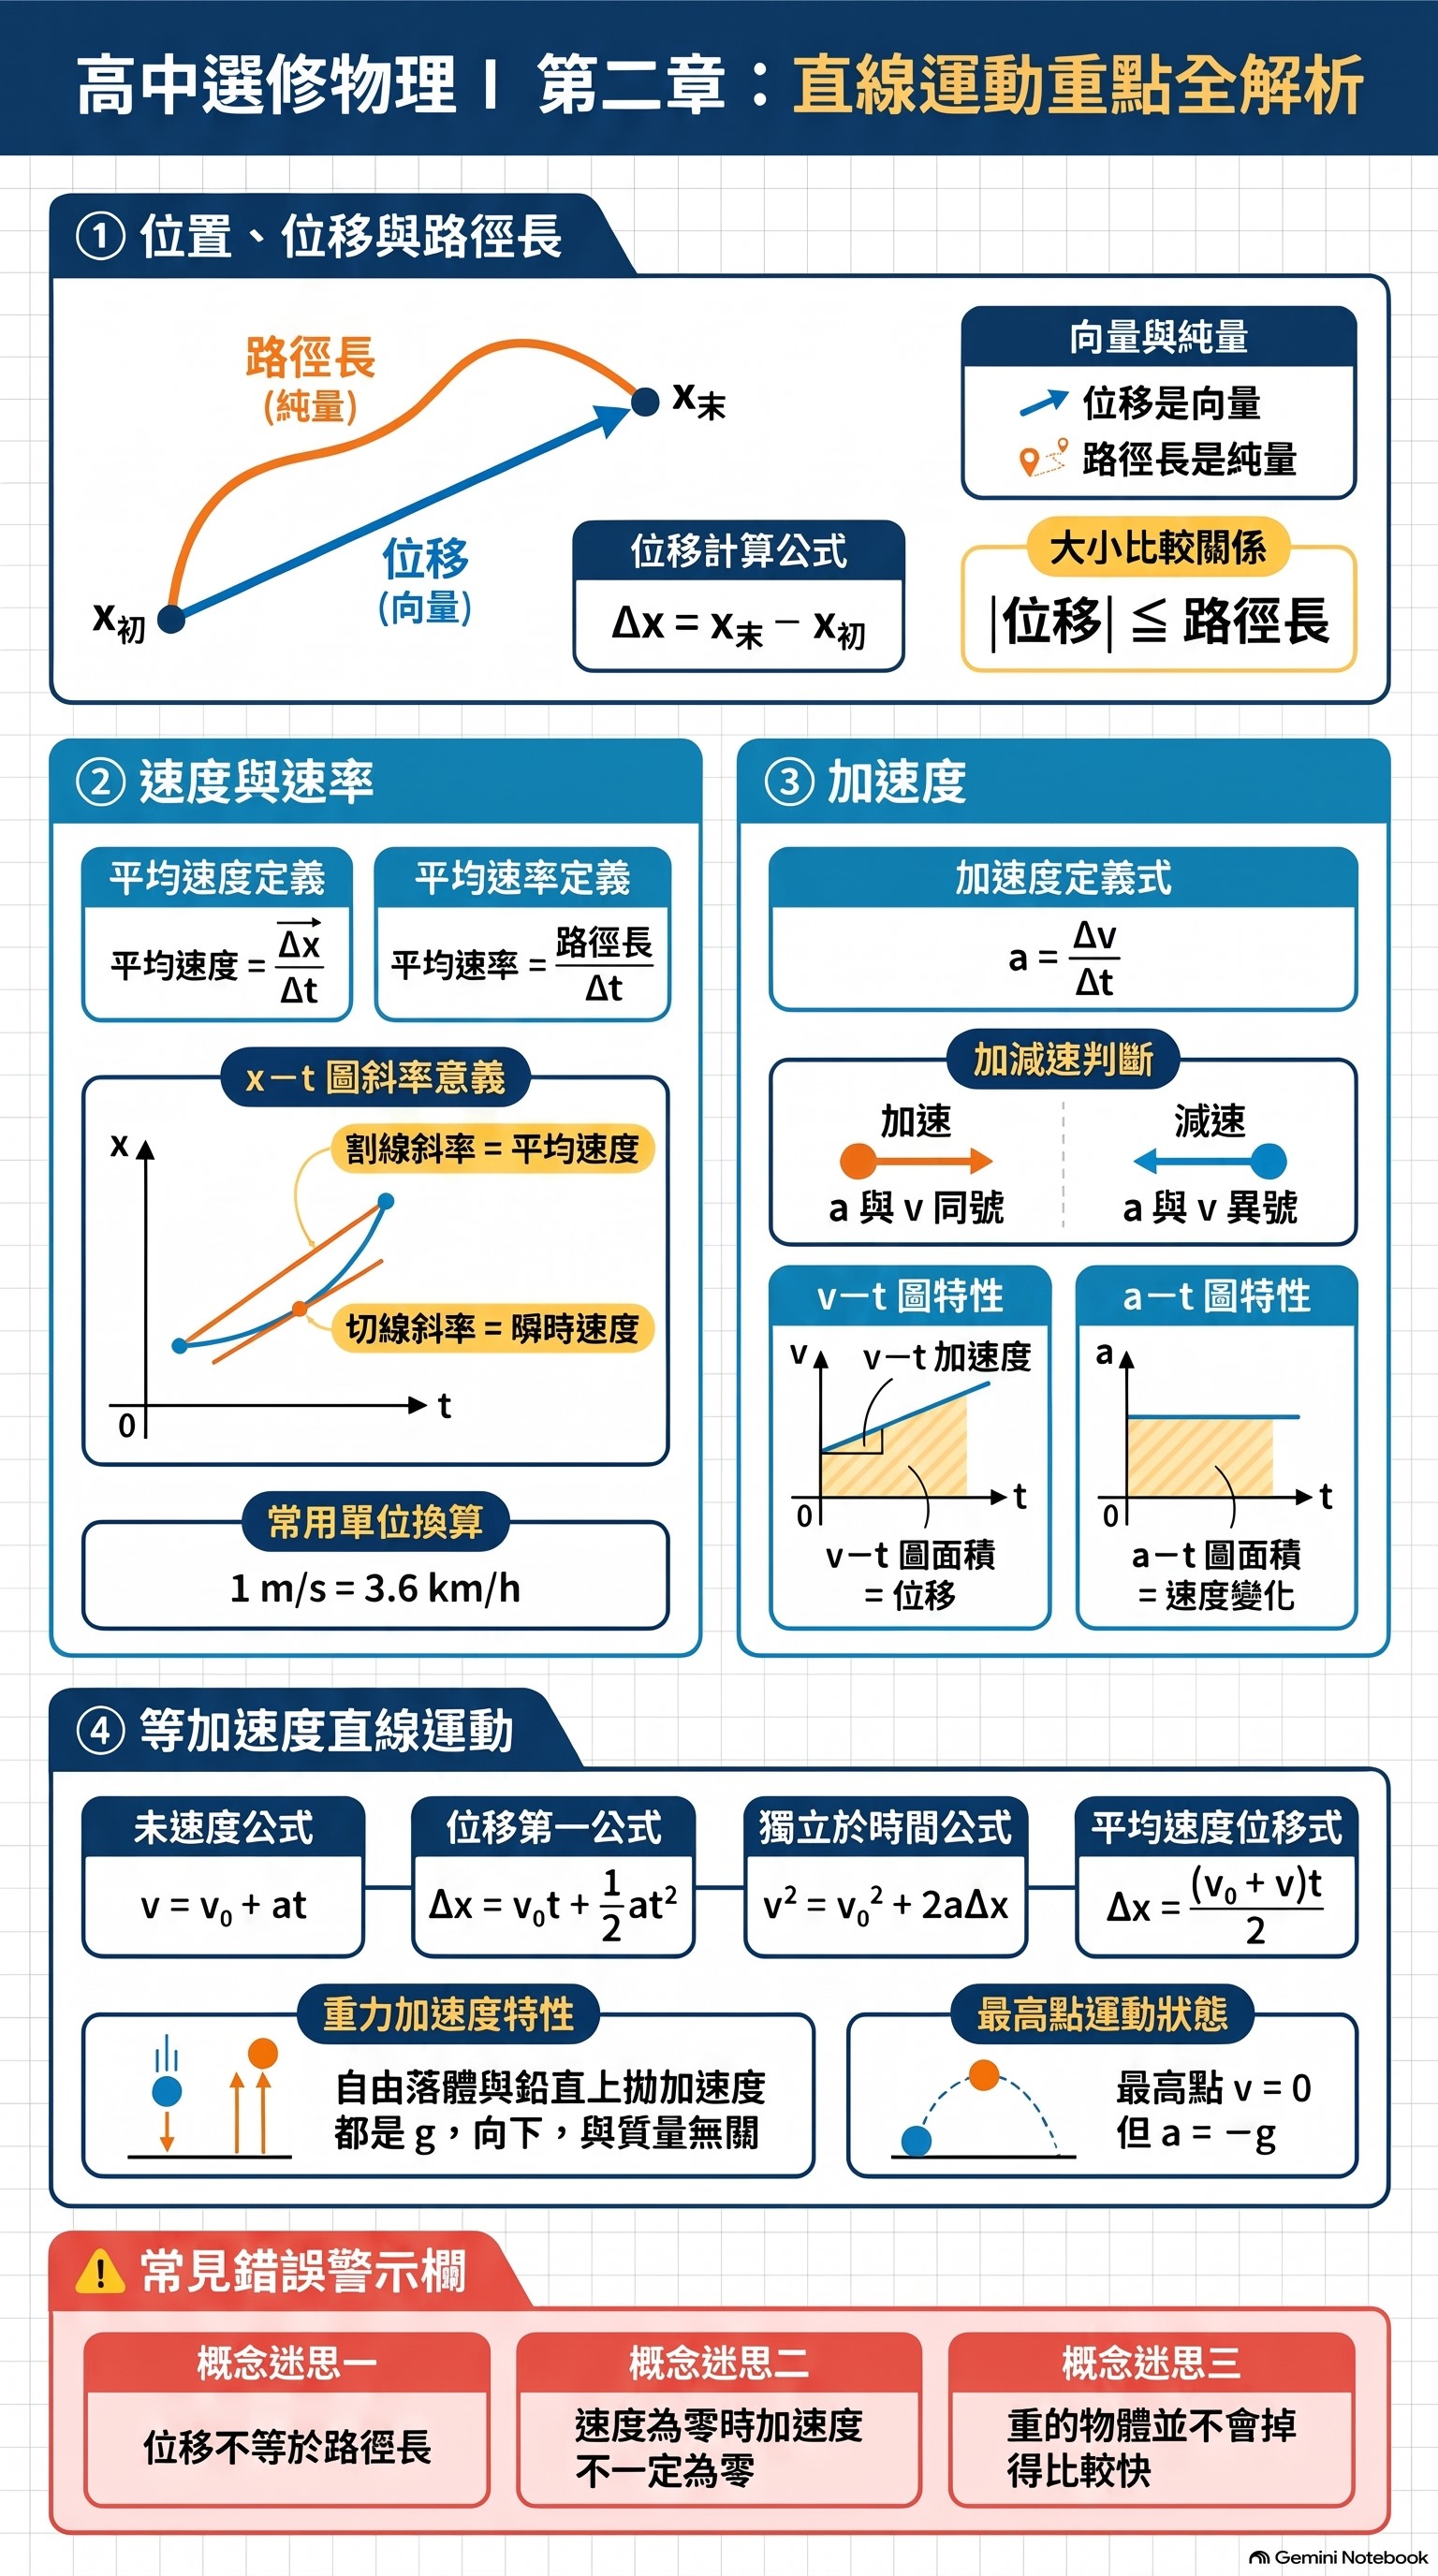 高中選修物理 I 第二章：直線運動重點全解析
① 位置、位移與路徑長
路徑長
(純量)
x末
位移
(向量)
x初
位移計算公式
Δx = x末 − x初
向量與純量
位移是向量
路徑長是純量
大小比較關係
|位移| ≦ 路徑長
② 速度與速率
平均速度定義
平均速度 = Δx⃗ / Δt
平均速率定義
平均速率 = 路徑長 / Δt
x−t 圖斜率意義
x
割線斜率 = 平均速度
切線斜率 = 瞬時速度
t
0
常用單位換算
1 m/s = 3.6 km/h
③ 加速度
加速度定義式
a = Δv / Δt
加減速判斷
加速
a 與 v 同號
減速
a 與 v 異號
v−t 圖特性
v
v−t 加速度
t
0
v−t 圖面積
= 位移
a−t 圖特性
a
t
0
a−t 圖面積
= 速度變化
④ 等加速度直線運動
未速度公式
v = v₀ + at
位移第一公式
Δx = v₀t + 1/2 at²
獨立於時間公式
v² = v₀² + 2aΔx
平均速度位移式
Δx = (v₀ + v)t / 2
重力加速度特性
自由落體與鉛直上拋加速度
都是 g，向下，與質量無關
最高點運動狀態
最高點 v = 0
但 a = −g
常見錯誤警示欄
概念迷思一
位移不等於路徑長
概念迷思二
速度為零時加速度
不一定為零
概念迷思三
重的物體並不會掉
得比較快
Gemini Notebook